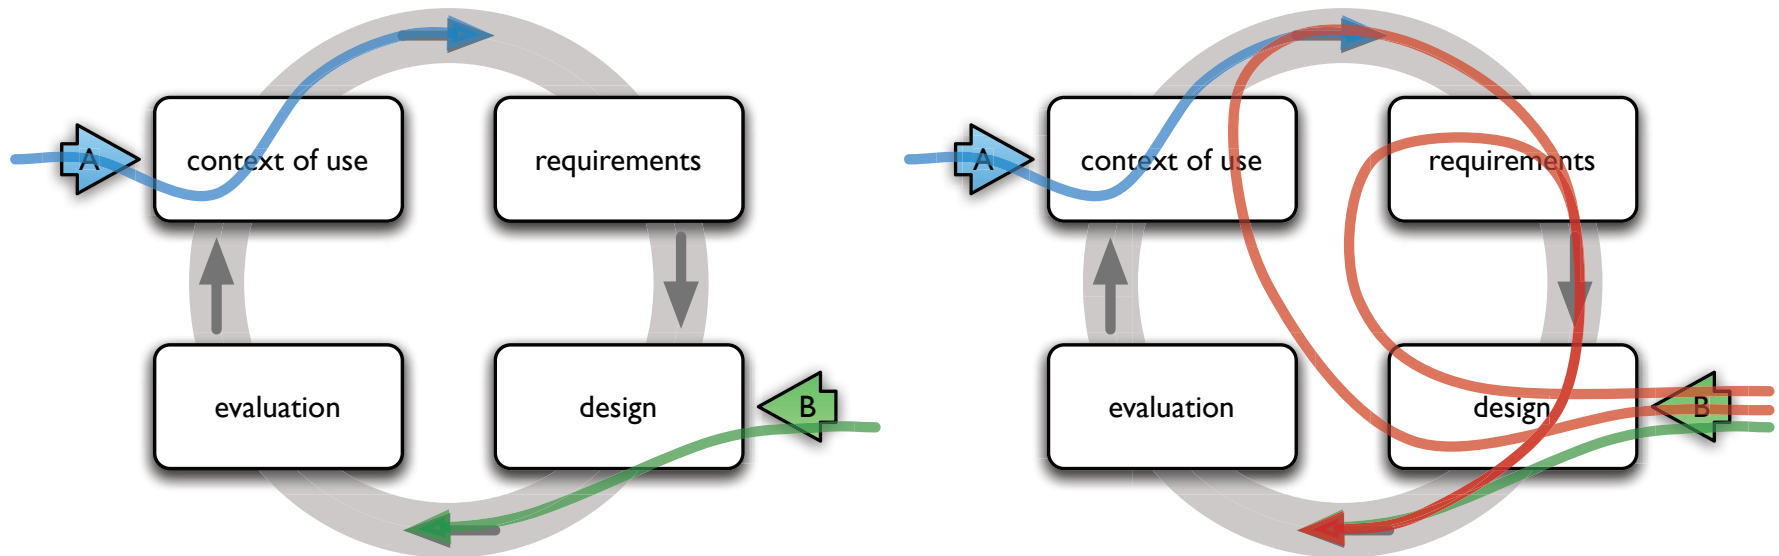 A
context of use
requirements
evaluation
design
B
A
context of use
requirements
evaluation
design
B